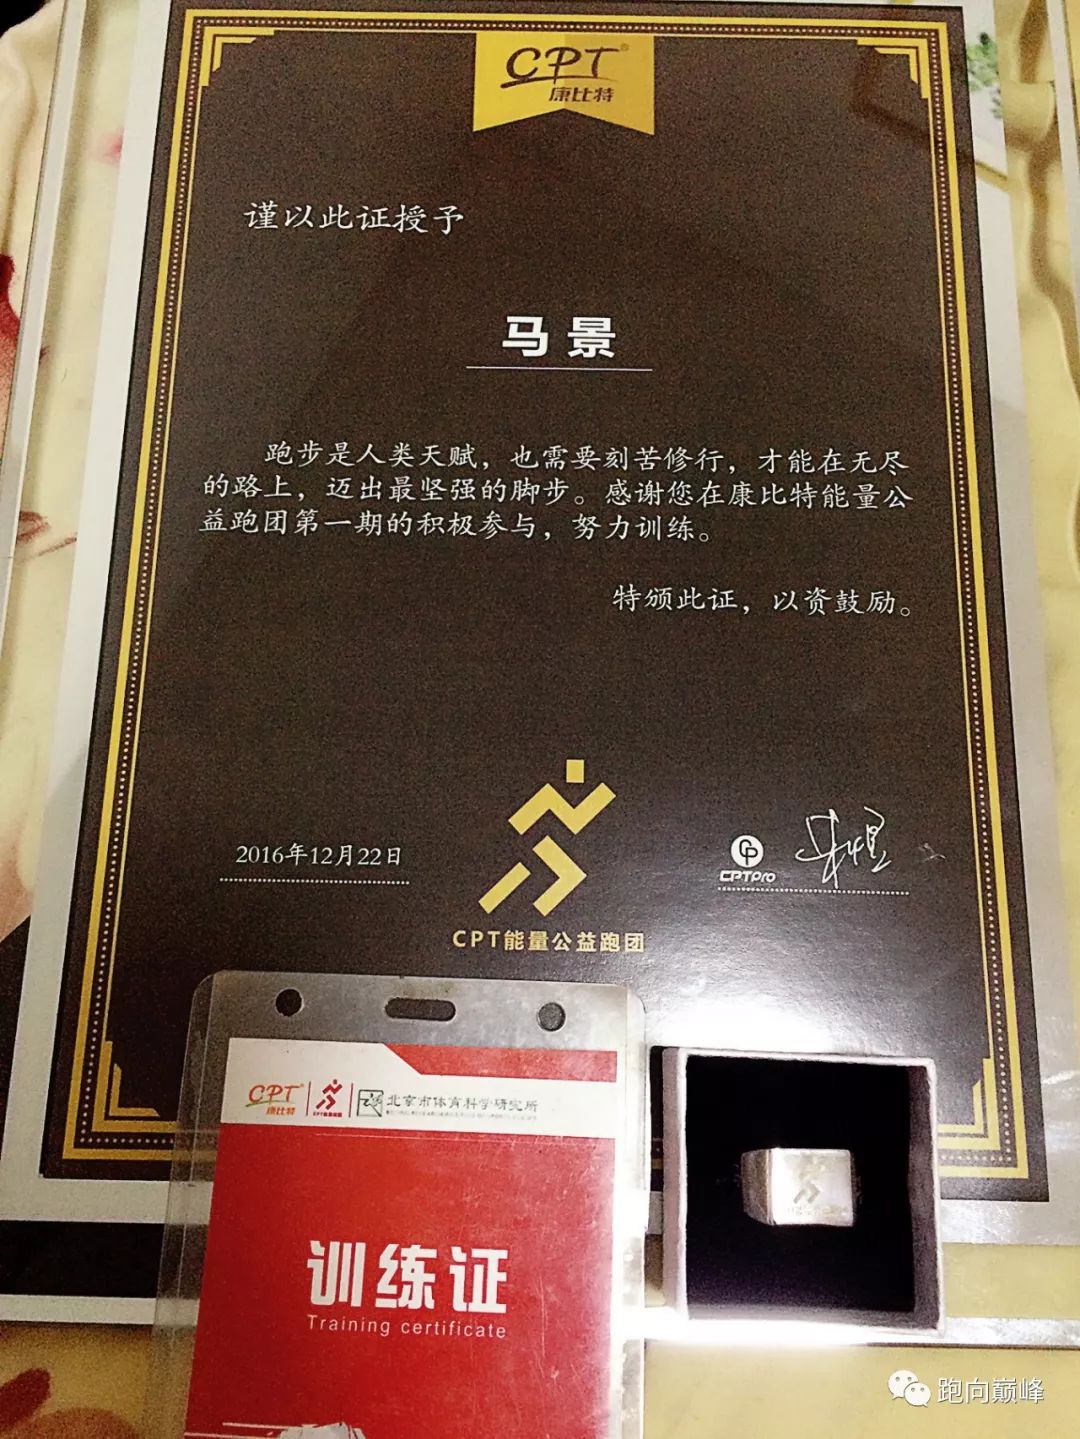 CPT®
康比特
谨以此证授予
马景
跑步是人类天赋，也需要刻苦修行，才能在无尽
的路上，迈出最坚强的脚步。感谢您在康比特能量公
益跑团第一期的积极参与，努力训练。
特颁此证，以资鼓励。
2016年12月22日
CPTPro
CPT能量公益跑团
CPT®
康比特
北京市体育科学研究所
训练证
Training certificate
跑向巅峰